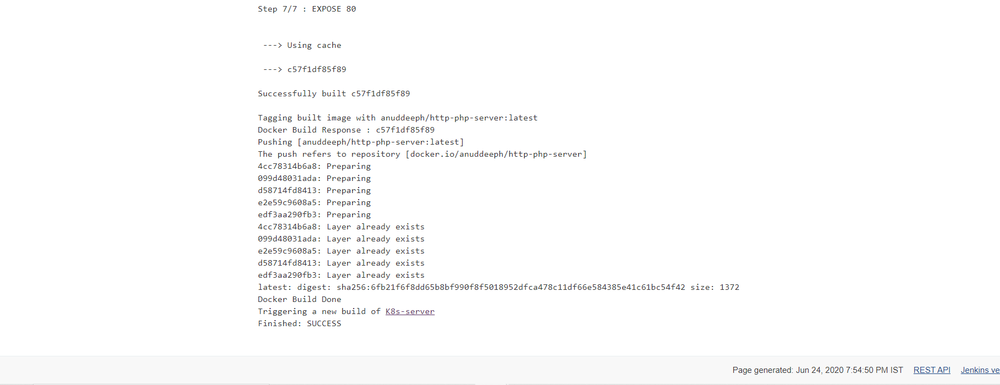 Step 7/7 : EXPOSE 80
---> Using cache
---> c57f1df85f89
Successfully built c57f1df85f89
Tagging built image with anuddeeph/http-php-server:latest
Docker Build Response : c57f1df85f89
Pushing [anuddeeph/http-php-server:latest]
The push refers to repository [docker.io/anuddeeph/http-php-server]
4cc78314b6a8: Preparing
099d48031ada: Preparing
d58714fd8413: Preparing
e2e59c9608a5: Preparing
edf3aa290fb3: Preparing
4cc78314b6a8: Layer already exists
099d48031ada: Layer already exists
e2e59c9608a5: Layer already exists
d58714fd8413: Layer already exists
edf3aa290fb3: Layer already exists
latest: digest: sha256:6fb21f6f8dd65b8bf990f8f5018952dfca478c11df66e584385e41c61bc54f42 size: 1372
Docker Build Done
Triggering a new build of K8s-server
Finished: SUCCESS
Page generated: Jun 24, 2020 7:54:50 PM IST REST API Jenkins ve